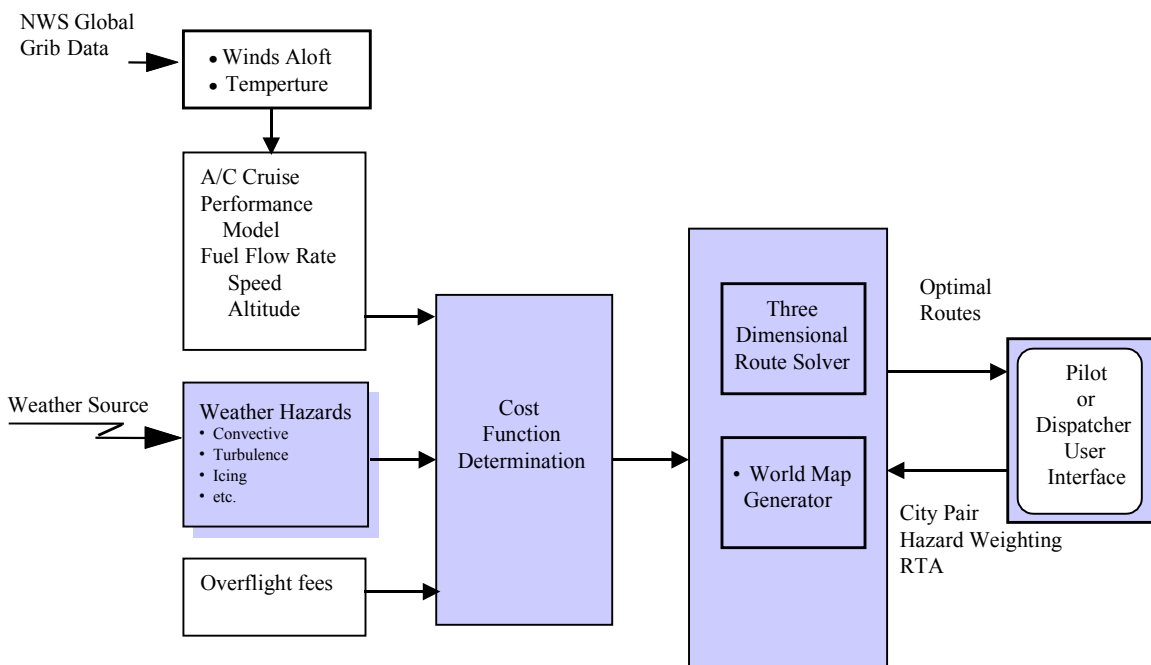 NWS Global
Grib Data
• Winds Aloft
• Temperture
A/C Cruise
Performance
Model
Fuel Flow Rate
Speed
Altitude
Weather Source
Weather Hazards
• Convective
• Turbulence
• Icing
• etc.
Overflight fees
Cost
Function
Determination
Three
Dimensional
Route Solver
• World Map
Generator
Optimal
Routes
Pilot
or
Dispatcher
User
Interface
City Pair
Hazard Weighting
RTA